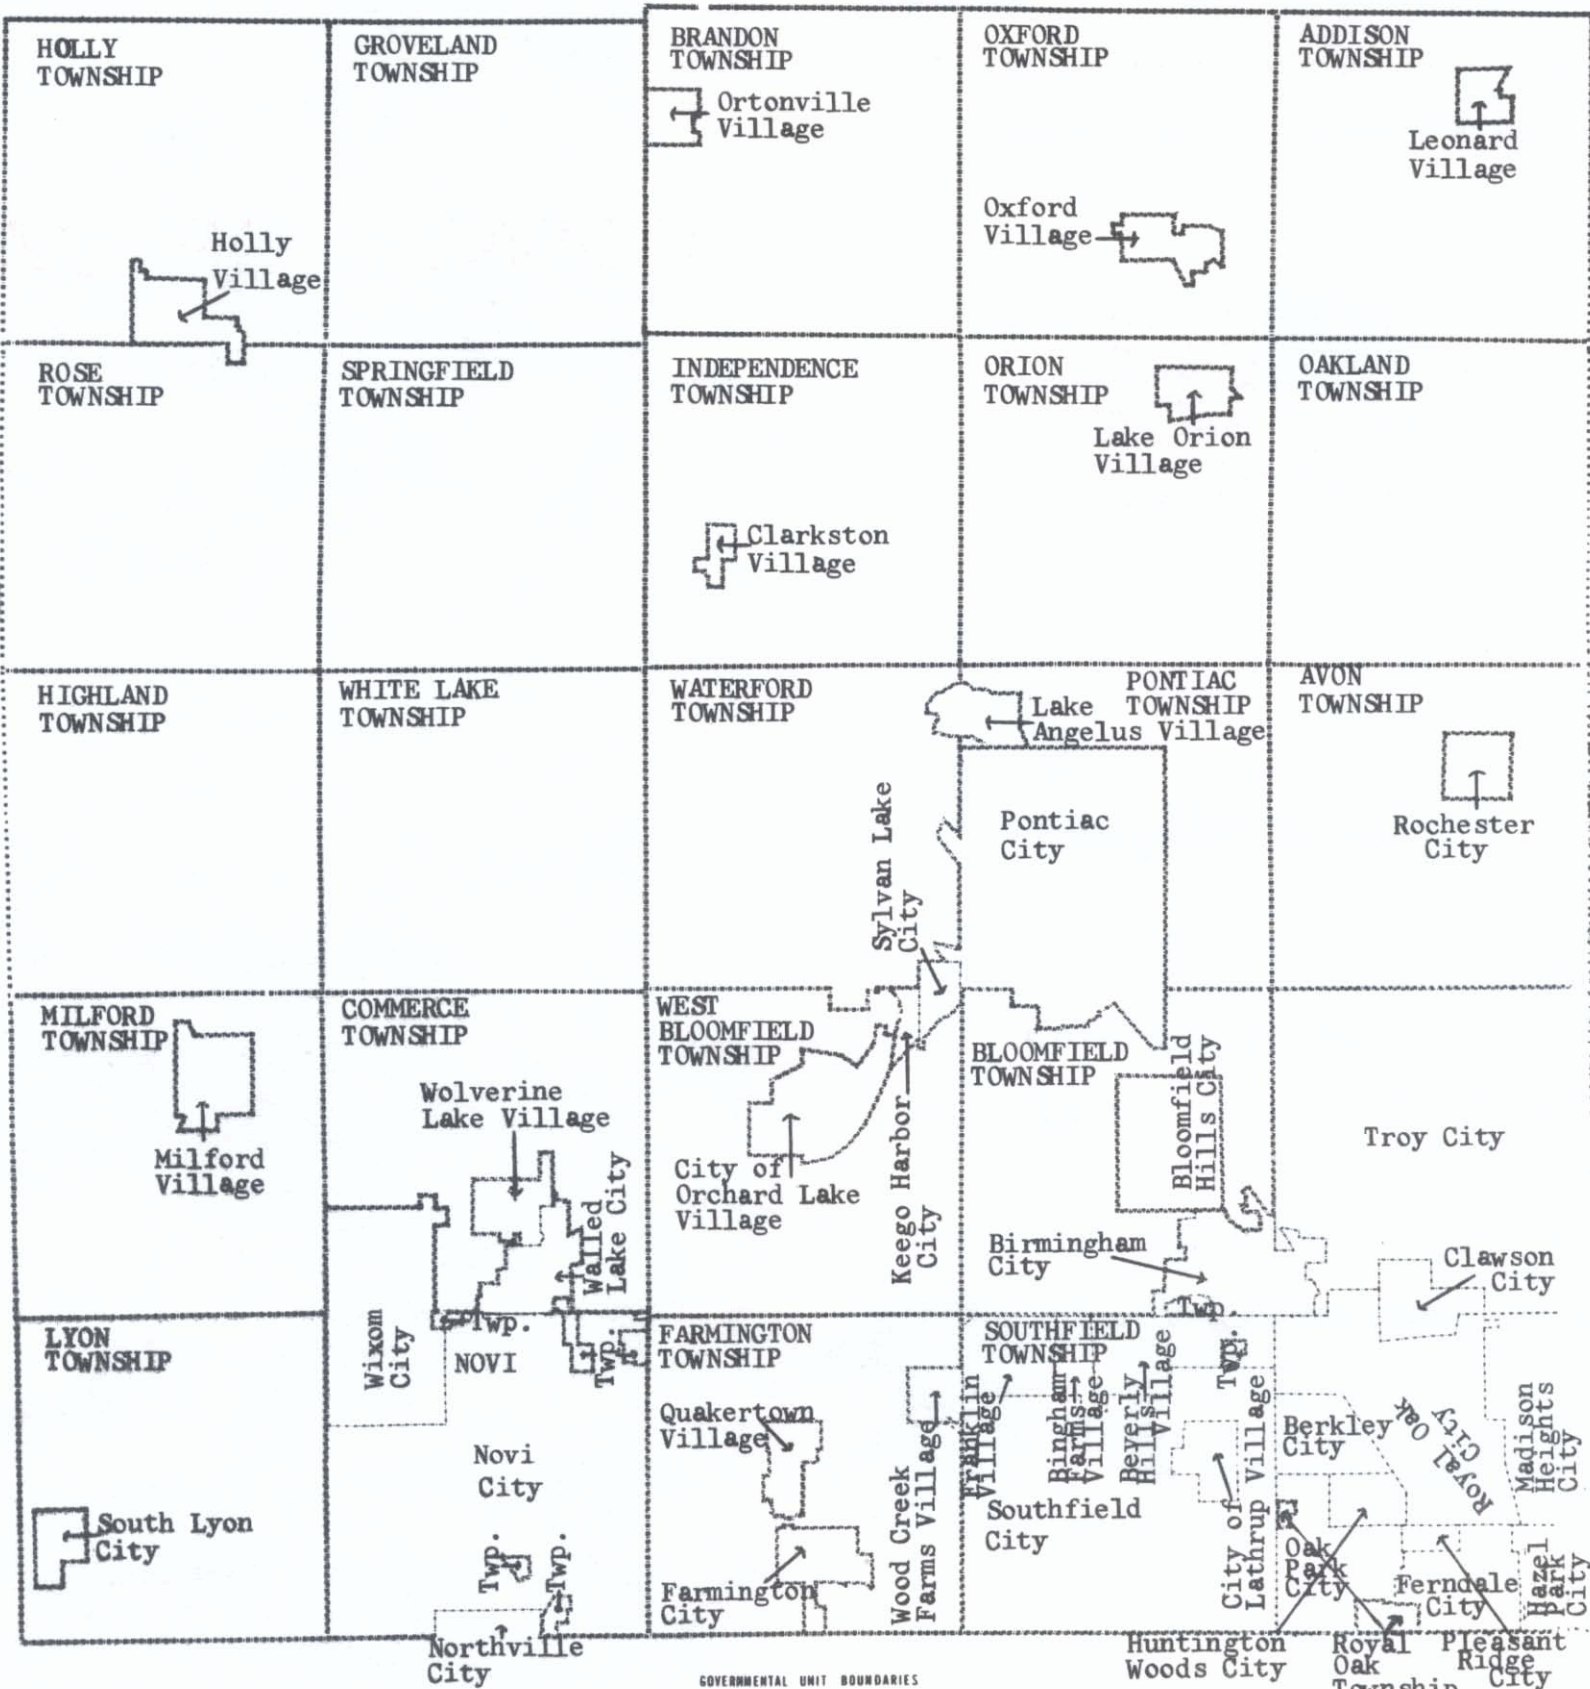 HOLLY
TOWNSHIP
GROVELAND
TOWNSHIP
BRANDON
TOWNSHIP
OXFORD
TOWNSHIP
ADDISON
TOWNSHIP
Ortonville
Village
Leonard
Village
Oxford
Village
Holly
Village
ROSE
TOWNSHIP
SPRINGFIELD
TOWNSHIP
INDEPENDENCE
TOWNSHIP
ORION
TOWNSHIP
OAKLAND
TOWNSHIP
Lake Orion
Village
Clarkston
Village
HIGHLAND
TOWNSHIP
WHITE LAKE
TOWNSHIP
WATERFORD
TOWNSHIP
PONTIAC
TOWNSHIP
AVON
TOWNSHIP
Lake
Angelus Village
Pontiac
City
Rochester
City
Sylvan Lake
City
MILFORD
TOWNSHIP
COMMERCE
TOWNSHIP
WEST
BLOOMFIELD
TOWNSHIP
BLOOMFIELD
TOWNSHIP
Bloomfield
Hills City
Troy City
Wolverine
Lake Village
Milford
Village
City of
Orchard Lake
Village
Keego Harbor
City
Walled
Lake City
Birmingham
City
Clawson
City
LYON
TOWNSHIP
Wixom
City
Twp.
NOVI
Twp.
FARMINGTON
TOWNSHIP
SOUTHFIELD
TOWNSHIP
Twp.
Twp.
Quakertown
Village
Wood Creek
Farms Village
Franklin
Village
Bingham
Farms
Village
Beverly
Hills
Village
City of
Lathrup Village
Berkley
City
Royal Oak
City
Madison
Heights
City
Novi
City
South Lyon
City
Southfield
City
Twp.
Twp.
Farmington
City
Oak
Park
City
Ferndale
City
Hazel
Park
City
Northville
City
Huntington
Woods City
Royal
Oak
Township
Pleasant
Ridge
City
GOVERNMENTAL UNIT BOUNDARIES